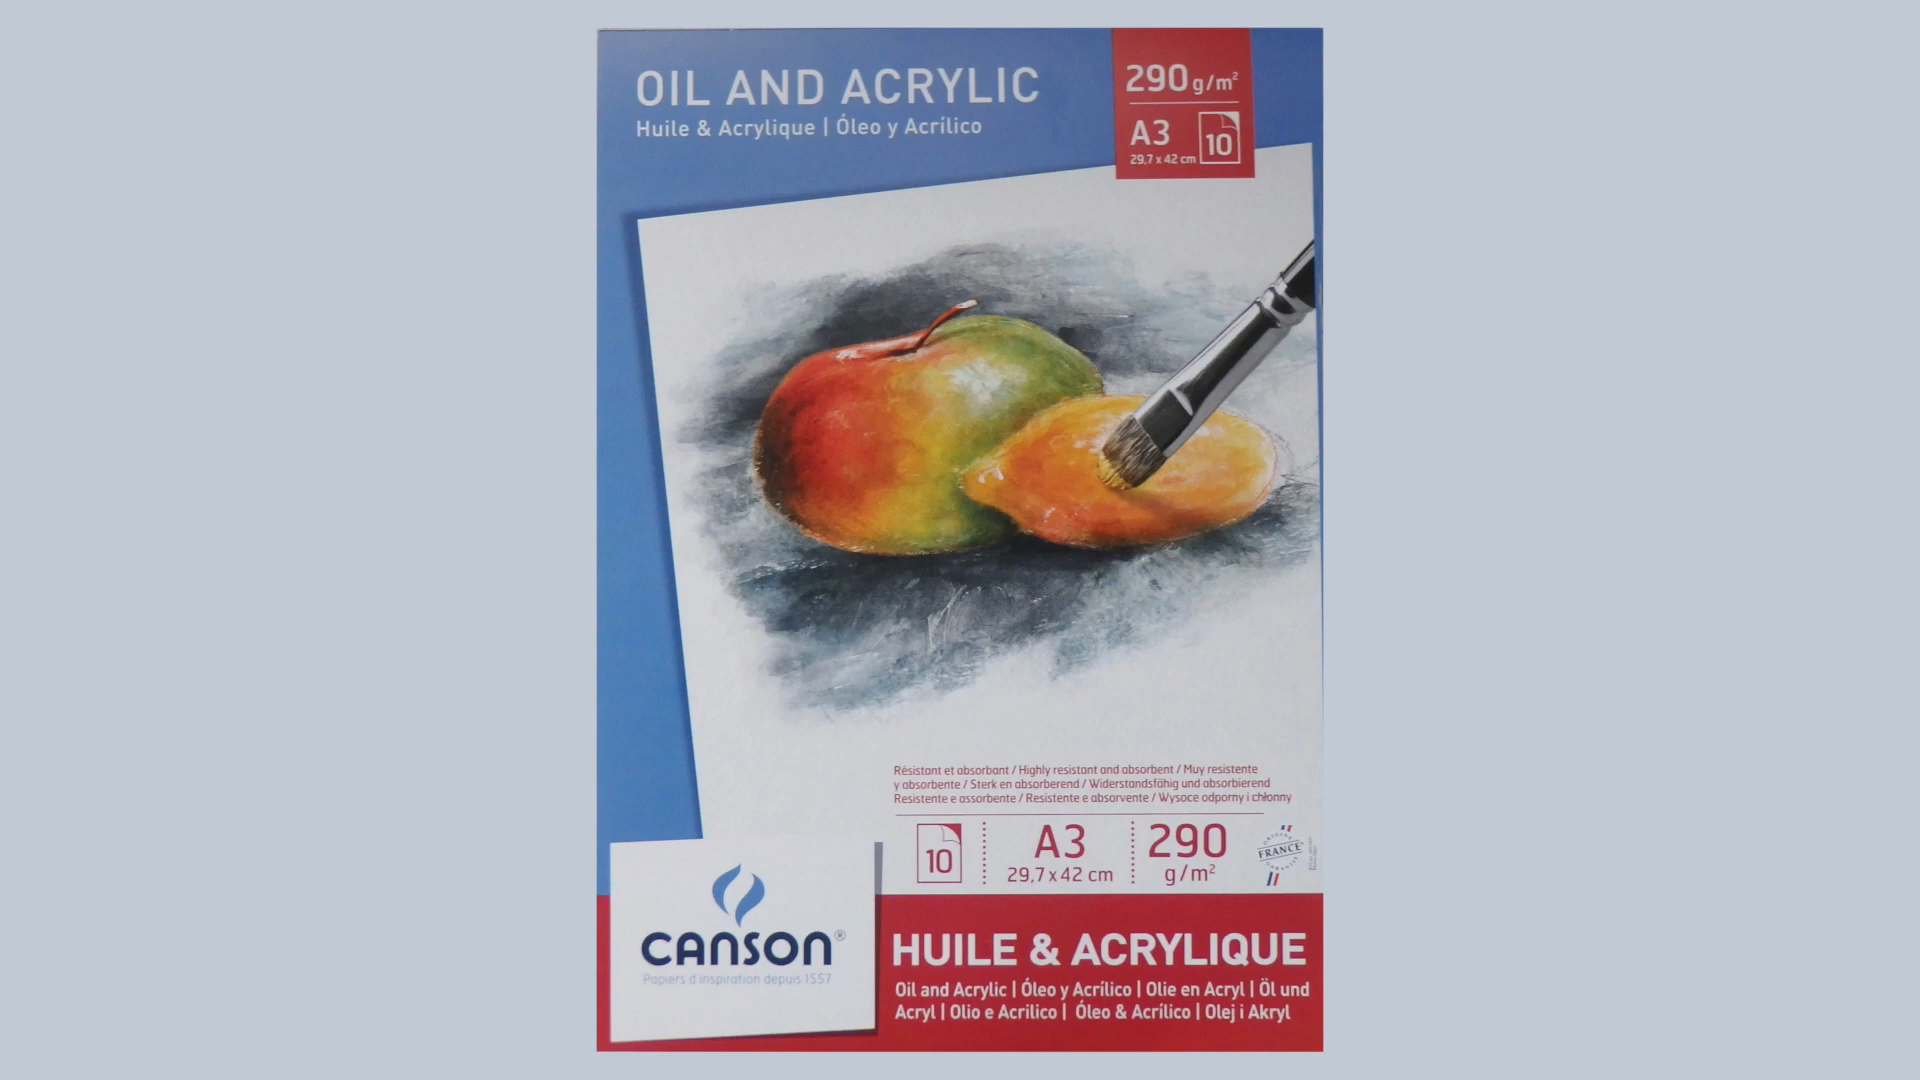 OIL AND ACRYLIC
Huile & Acrylique | Óleo y Acrílico
290 g/m²
A3
29,7 x 42 cm
10
Résistant et absorbant / Highly resistant and absorbent / Muy resistente
y absorbente / Sterk en absorberend / Widerstandsfähig und absorbierend
Resistente e assorbente / Resistente e absorvente / Wysoce odporny i chłonny
10
A3
29,7 x 42 cm
290
g/m²
ORIGINE
FRANCE
GARANTIE
CANSON®
Papiers d'inspiration depuis 1557
HUILE & ACRYLIQUE
Oil and Acrylic | Óleo y Acrílico | Olie en Acryl | Öl und
Acryl | Olio e Acrilico | Óleo & Acrílico | Olej i Akryl